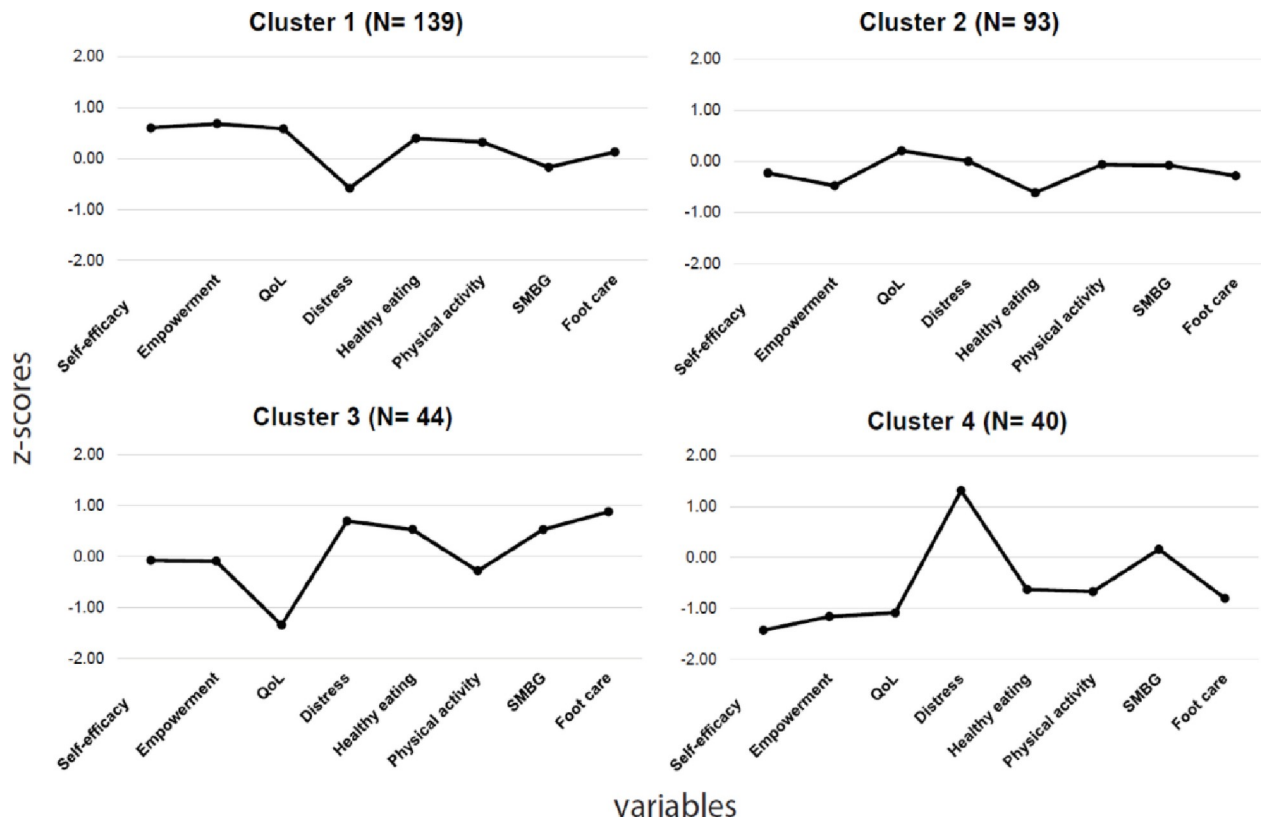 Cluster 1 (N= 139)
2.00
1.00
0.00
-1.00
-2.00
Self-efficacy
Empowerment
QoL
Distress
Healthy eating
Physical activity
SMBG
Foot care
Cluster 2 (N= 93)
2.00
1.00
0.00
-1.00
-2.00
Self-efficacy
Empowerment
QoL
Distress
Healthy eating
Physical activity
SMBG
Foot care
z-scores
Cluster 3 (N= 44)
2.00
1.00
0.00
-1.00
-2.00
Self-efficacy
Empowerment
QoL
Distress
Healthy eating
Physical activity
SMBG
Foot care
Cluster 4 (N= 40)
2.00
1.00
0.00
-1.00
-2.00
Self-efficacy
Empowerment
QoL
Distress
Healthy eating
Physical activity
SMBG
Foot care
variables